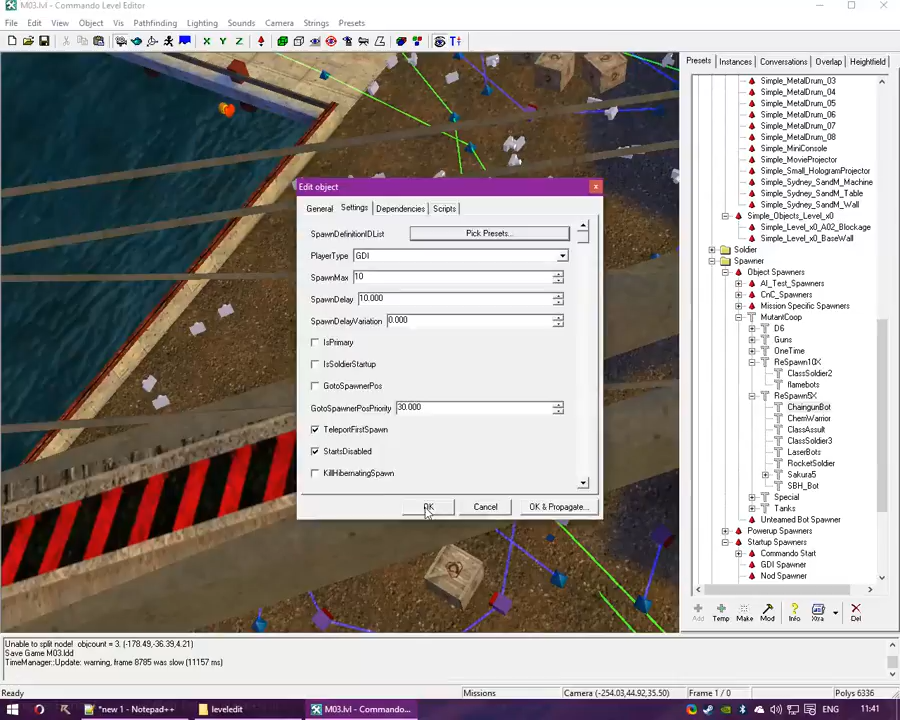 M03.lvl - Commando Level Editor
File Edit View Object Vis Pathfinding Lighting Sounds Camera Strings Presets
Presets Instances Conversations Overlap Heightfield
Simple_MetalDrum_03
Simple_MetalDrum_04
Simple_MetalDrum_05
Simple_MetalDrum_06
Simple_MetalDrum_07
Simple_MetalDrum_08
Simple_MiniConsole
Simple_MovieProjector
Simple_Small_HologramProjector
Simple_Sydney_SandM_Machine
Simple_Sydney_SandM_Table
Simple_Sydney_SandM_Wall
Simple_Objects_Level_x0
Simple_Level_x0_A02_Blockage
Simple_Level_x0_BaseWall
Soldier
Spawner
Object Spawners
AI_Test_Spawners
CnC_Spawners
Mission Specific Spawners
MutantCoop
D6
Guns
OneTime
ReSpawn10X
ClassSoldier2
flamebots
ReSpawn5X
ChaingunBot
ChemWarrior
ClassAssult
ClassSoldier3
LaserBots
RocketSoldier
Sakura5
SBH_Bot
Special
Tanks
Unteamed Bot Spawner
Powerup Spawners
Startup Spawners
Commando Start
GDI Spawner
Nod Spawner
Add Temp Make Mod Info Xtra Del
Edit object
General Settings Dependencies Scripts
SpawnDefinitionIDList Pick Presets...
PlayerType GDI
SpawnMax 10
SpawnDelay 10.000
SpawnDelayVariation 0.000
IsPrimary
IsSoldierStartup
GotoSpawnerPos
GotoSpawnerPosPriority 30.000
TeleportFirstSpawn
StartsDisabled
KillHibernatingSpawn
OK Cancel OK & Propagate...
Unable to split node! objcount = 3. (-178.49,-36.39,4.21)
Save Game M03.ldd
TimeManager::Update: warning, frame 8785 was slow (11157 ms)
Ready Missions Camera (-254.03,44.92,35.50) Frame 1 / 0 Polys 6336
*new 1 - Notepad++ leveledit M03.lvl - Commando... ENG 11:41